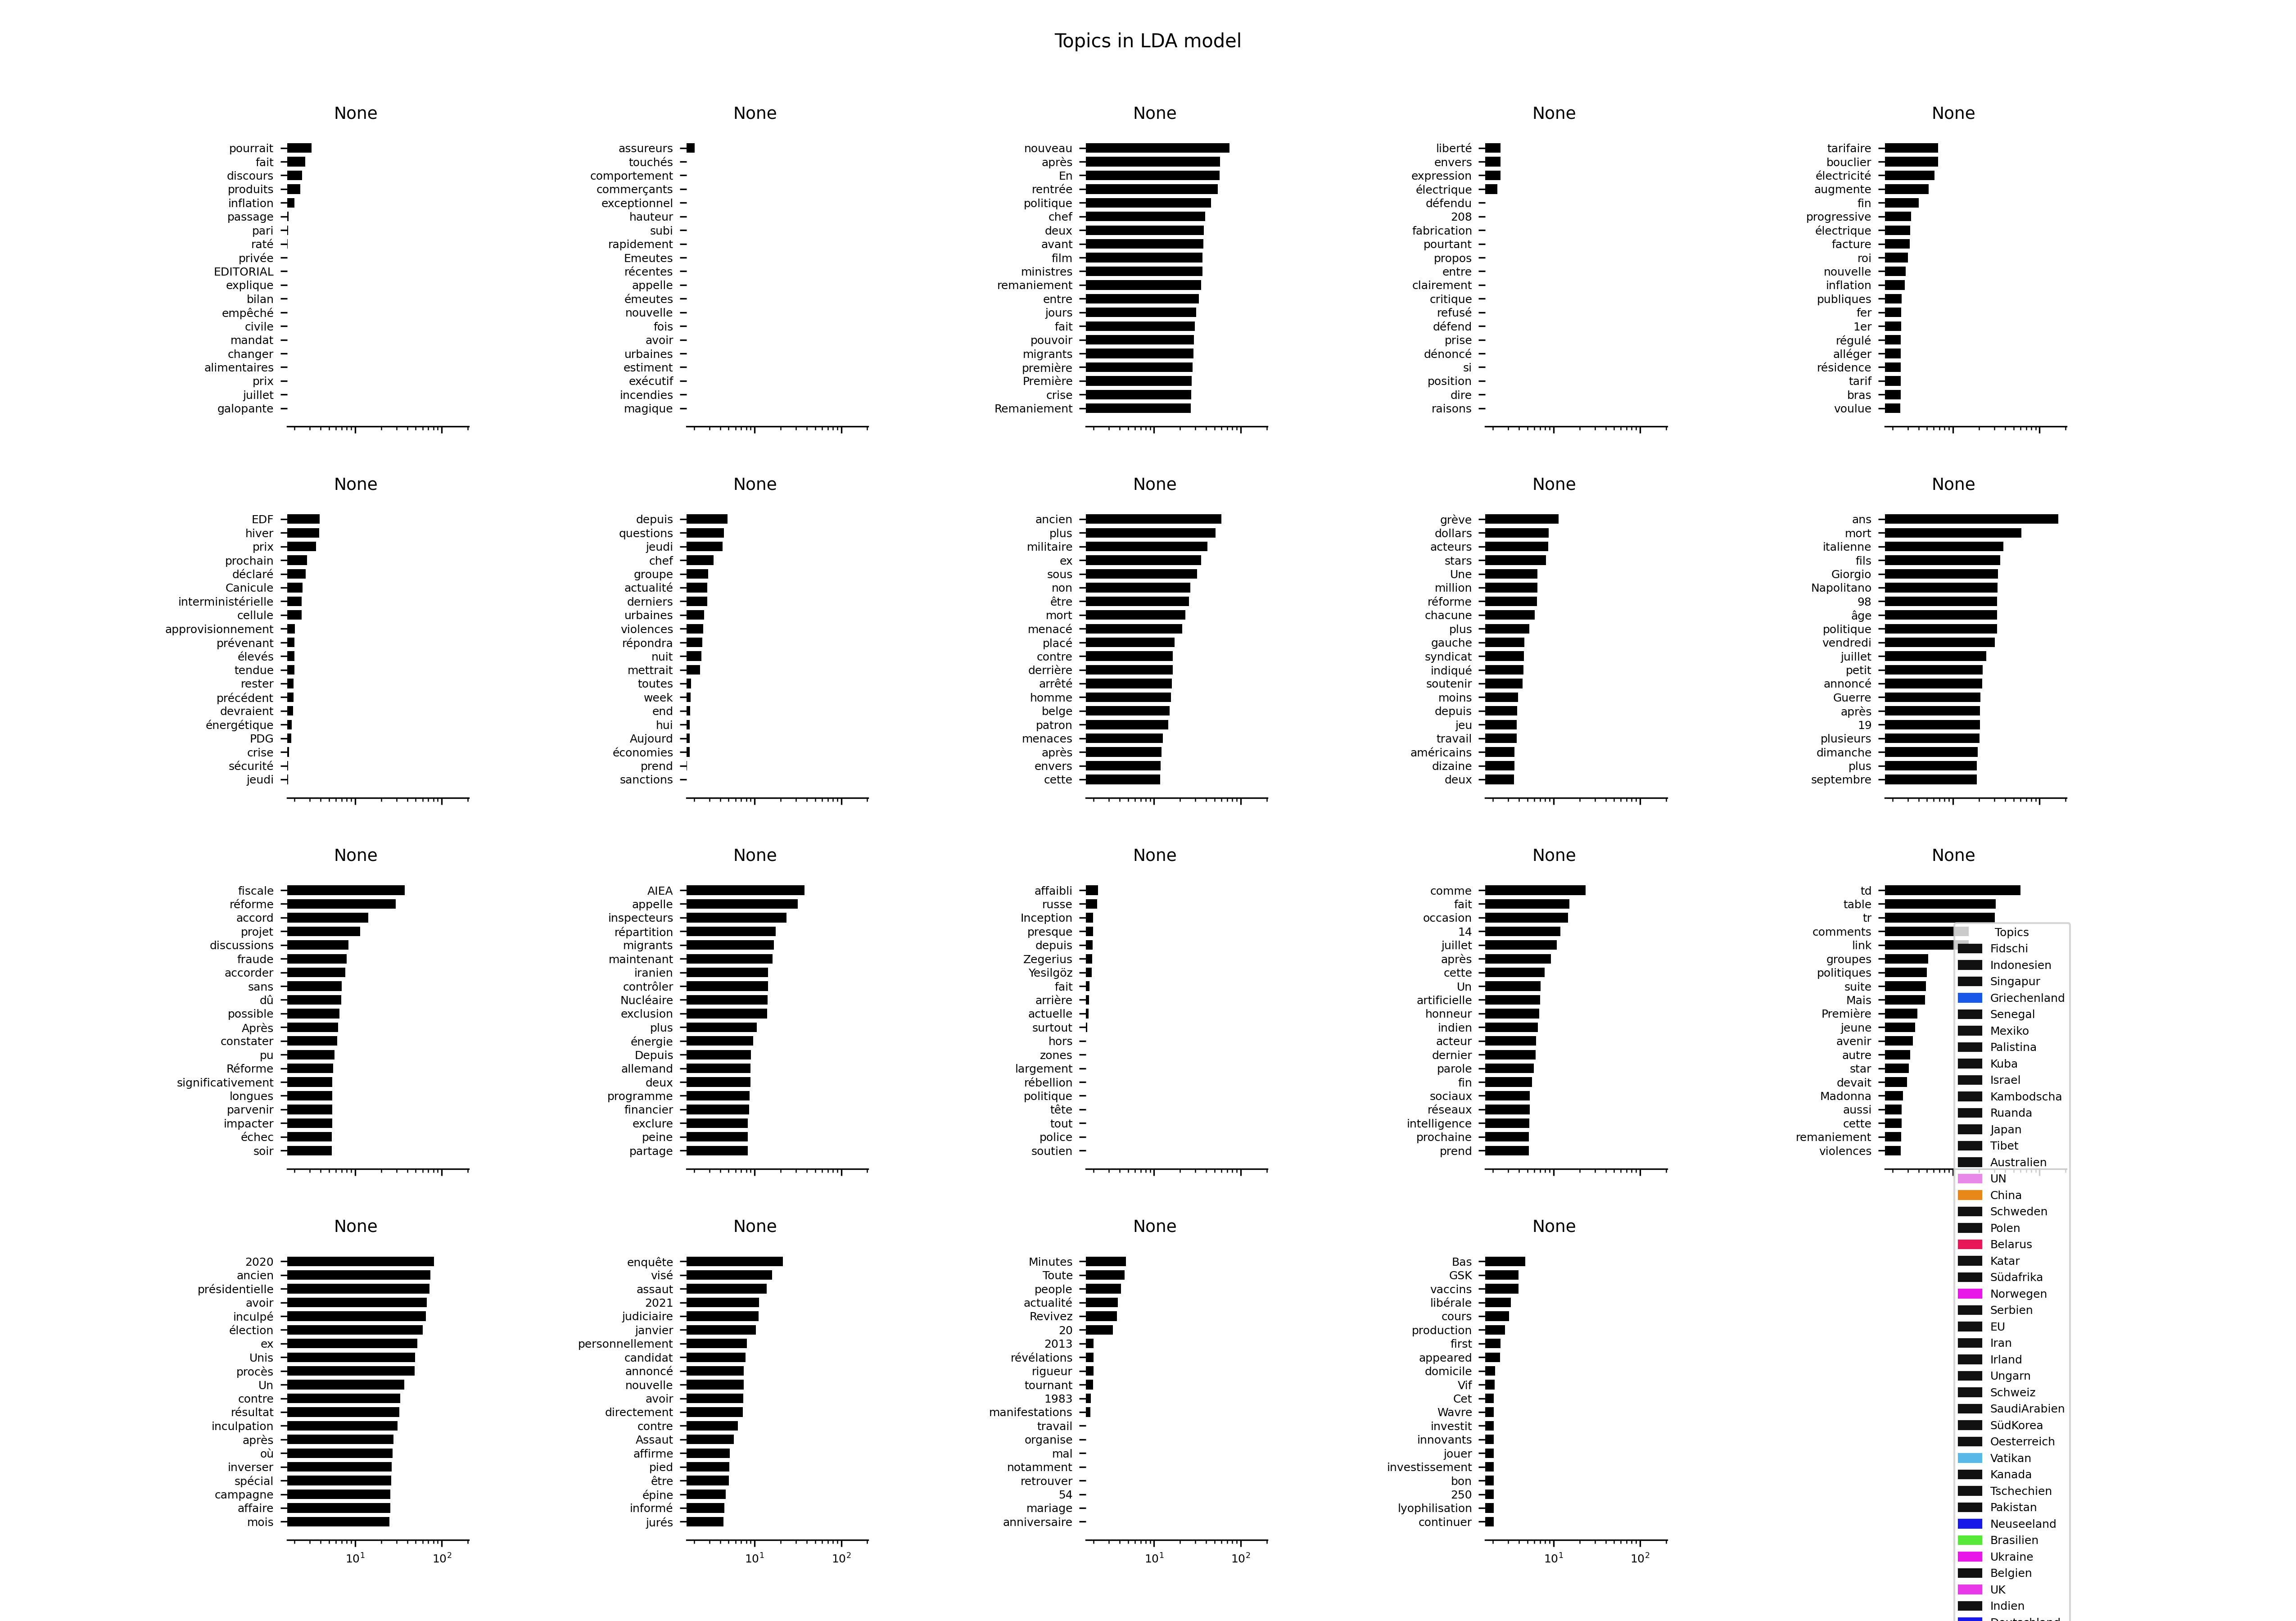 Topics in LDA model
None
pourrait
fait
discours
produits
inflation
passage
pari
raté
privée
EDITORIAL
explique
bilan
empêché
civile
mandat
changer
alimentaires
prix
juillet
galopante
None
assureurs
touchés
comportement
commerçants
exceptionnel
hauteur
subi
rapidement
Emeutes
récentes
appelle
émeutes
nouvelle
fois
avoir
urbaines
estiment
exécutif
incendies
magique
None
nouveau
après
En
rentrée
politique
chef
deux
avant
film
ministres
remaniement
entre
jours
fait
pouvoir
migrants
première
Première
crise
Remaniement
None
liberté
envers
expression
électrique
défendu
208
fabrication
pourtant
propos
entre
clairement
critique
refusé
défend
prise
dénoncé
si
position
dire
raisons
None
tarifaire
bouclier
électricité
augmente
fin
progressive
électrique
facture
roi
nouvelle
inflation
publiques
fer
1er
régulé
alléger
résidence
tarif
bras
voulue
None
EDF
hiver
prix
prochain
déclaré
Canicule
interministérielle
cellule
approvisionnement
prévenant
élevés
tendue
rester
précédent
devraient
énergétique
PDG
crise
sécurité
jeudi
None
depuis
questions
jeudi
chef
groupe
actualité
derniers
urbaines
violences
répondra
nuit
mettrait
toutes
week
end
hui
Aujourd
économies
prend
sanctions
None
ancien
plus
militaire
ex
sous
non
être
mort
menacé
placé
contre
derrière
arrêté
homme
belge
patron
menaces
après
envers
cette
None
grève
dollars
acteurs
stars
Une
million
réforme
chacune
plus
gauche
syndicat
indiqué
soutenir
moins
depuis
jeu
travail
américains
dizaine
deux
None
ans
mort
italienne
fils
Giorgio
Napolitano
98
âge
politique
vendredi
juillet
petit
annoncé
Guerre
après
19
plusieurs
dimanche
plus
septembre
None
fiscale
réforme
accord
projet
discussions
fraude
accorder
sans
dû
possible
Après
constater
pu
Réforme
significativement
longues
parvenir
impacter
échec
soir
None
AIEA
appelle
inspecteurs
répartition
migrants
maintenant
iranien
contrôler
Nucléaire
exclusion
plus
énergie
Depuis
allemand
deux
programme
financier
exclure
peine
partage
None
affaibli
russe
Inception
presque
depuis
Zegerius
Yesilgöz
fait
arrière
actuelle
surtout
hors
zones
largement
rébellion
politique
tête
tout
police
soutien
None
comme
fait
occasion
14
juillet
après
cette
Un
artificielle
honneur
indien
acteur
dernier
parole
fin
sociaux
réseaux
intelligence
prochaine
prend
None
td
table
tr
comments
link
groupes
politiques
suite
Mais
Première
jeune
avenir
autre
star
devait
Madonna
aussi
cette
remaniement
violences
None
2020
ancien
présidentielle
avoir
inculpé
élection
ex
Unis
procès
Un
contre
résultat
inculpation
après
où
inverser
spécial
campagne
affaire
mois
10¹ 10²
None
enquête
visé
assaut
2021
judiciaire
janvier
personnellement
candidat
annoncé
nouvelle
avoir
directement
contre
Assaut
affirme
pied
être
épine
informé
jurés
10¹ 10²
None
Minutes
Toute
people
actualité
Revivez
20
2013
révélations
rigueur
tournant
1983
manifestations
travail
organise
mal
notamment
retrouver
54
mariage
anniversaire
10¹ 10²
None
Bas
GSK
vaccins
libérale
cours
production
first
appeared
domicile
Vif
Cet
Wavre
investit
innovants
jouer
investissement
bon
250
lyophilisation
continuer
10¹ 10²
Topics
Fidschi
Indonesien
Singapur
Griechenland
Senegal
Mexiko
Palistina
Kuba
Israel
Kambodscha
Ruanda
Japan
Tibet
Australien
UN
China
Schweden
Polen
Belarus
Katar
Südafrika
Norwegen
Serbien
EU
Iran
Irland
Ungarn
Schweiz
SaudiArabien
SüdKorea
Oesterreich
Vatikan
Kanada
Tschechien
Pakistan
Neuseeland
Brasilien
Ukraine
Belgien
UK
Indien